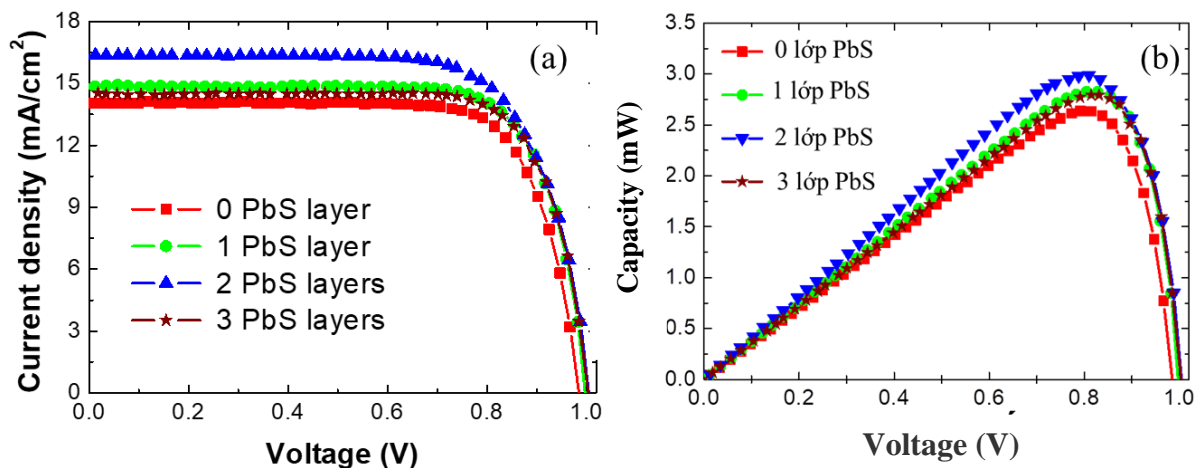 Current density (mA/cm²)
18
15
12
9
6
3
0
(a)
0 PbS layer
1 PbS layer
2 PbS layers
3 PbS layers
0.0 0.2 0.4 0.6 0.8 1.0
Voltage (V)
Capacity (mW)
3.5
3.0
2.5
2.0
1.5
1.0
0.5
0.0
(b)
0 lớp PbS
1 lớp PbS
2 lớp PbS
3 lớp PbS
0.0 0.2 0.4 0.6 0.8 1.0
Voltage (V)